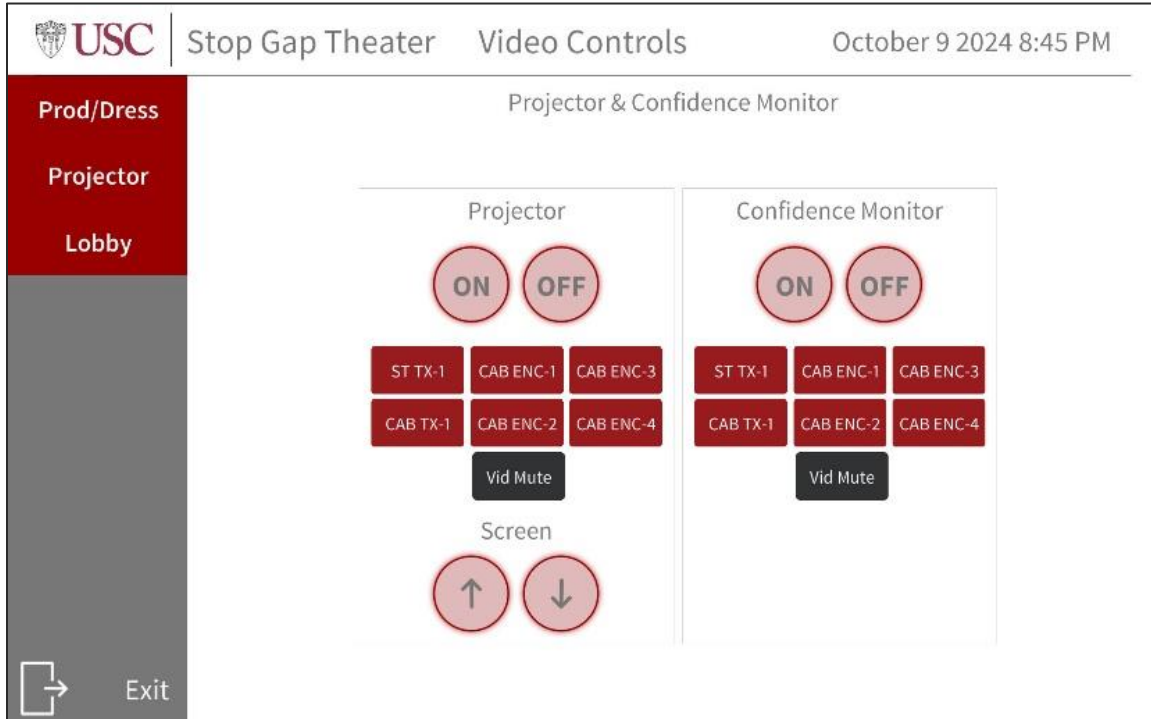 USC Stop Gap Theater Video Controls October 9 2024 8:45 PM
Prod/Dress
Projector
Lobby
Exit
Projector & Confidence Monitor
Projector
ON OFF
ST TX-1 CAB ENC-1 CAB ENC-3
CAB TX-1 CAB ENC-2 CAB ENC-4
Vid Mute
Screen
↑ ↓
Confidence Monitor
ON OFF
ST TX-1 CAB ENC-1 CAB ENC-3
CAB TX-1 CAB ENC-2 CAB ENC-4
Vid Mute